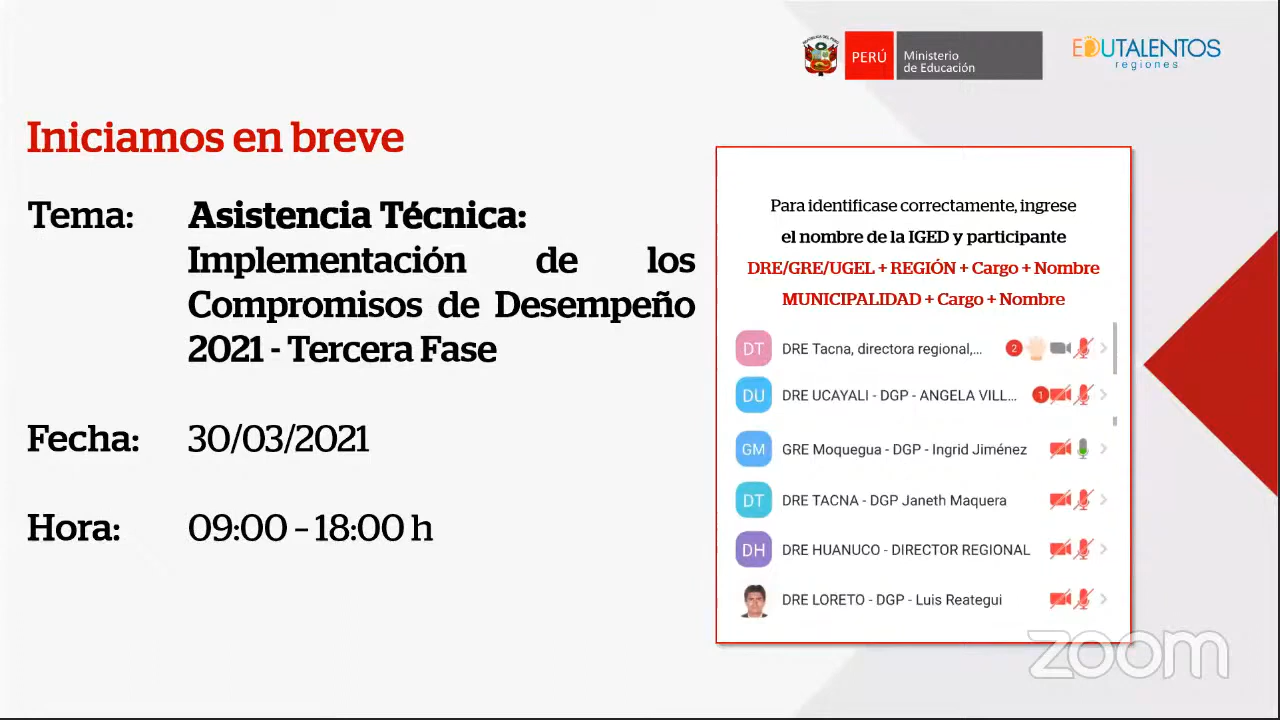 PERÚ
Ministerio
de Educación
EDUTALENTOS
regiones
Iniciamos en breve
Tema: Asistencia Técnica:
Implementación de los
Compromisos de Desempeño
2021 - Tercera Fase
Fecha: 30/03/2021
Hora: 09:00 – 18:00 h
Para identificase correctamente, ingrese
el nombre de la IGED y participante
DRE/GRE/UGEL + REGIÓN + Cargo + Nombre
MUNICIPALIDAD + Cargo + Nombre
DT DRE Tacna, directora regional,... 2
DU DRE UCAYALI - DGP - ANGELA VILL... 1
GM GRE Moquegua - DGP - Ingrid Jiménez
DT DRE TACNA - DGP Janeth Maquera
DH DRE HUANUCO - DIRECTOR REGIONAL
DRE LORETO - DGP - Luis Reategui
zoom